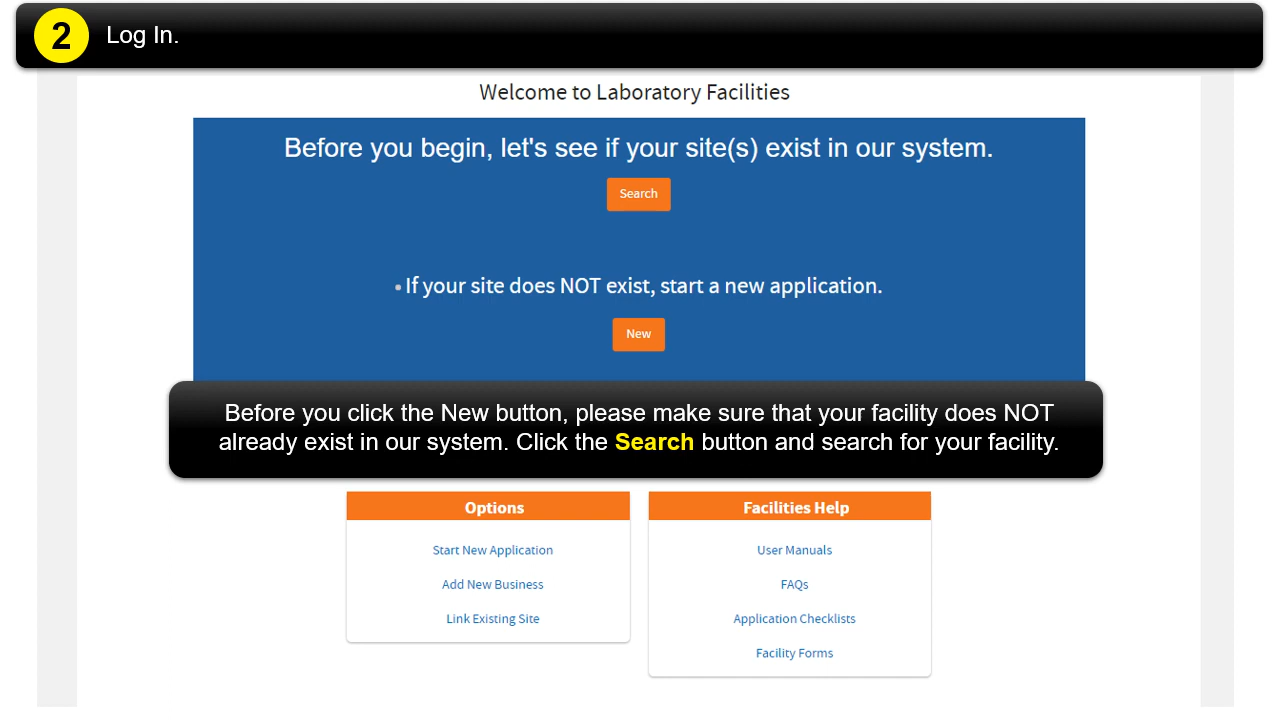 2 Log In.
Welcome to Laboratory Facilities
Before you begin, let's see if your site(s) exist in our system.
Search
• If your site does NOT exist, start a new application.
New
Before you click the New button, please make sure that your facility does NOT
already exist in our system. Click the Search button and search for your facility.
Options
Start New Application
Add New Business
Link Existing Site
Facilities Help
User Manuals
FAQs
Application Checklists
Facility Forms